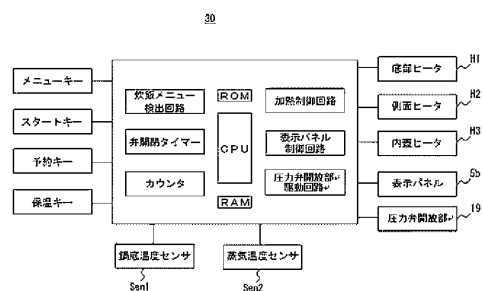 30
メニューキー
スタートキー
予約キー
保温キー
炊飯メニュー
検出回路
弁開閉タイマー
カウンタ
ROM
CPU
RAM
加熱制御回路
表示パネル
制御回路
圧力弁開放部↵
駆動回路↵
底部ヒータ
H1
側面ヒータ
H2
内蓋ヒータ
H3
表示パネル
5b
圧力弁開放部↵
19
鍋底温度センサ
Sen1
蒸気温度センサ
Sen2